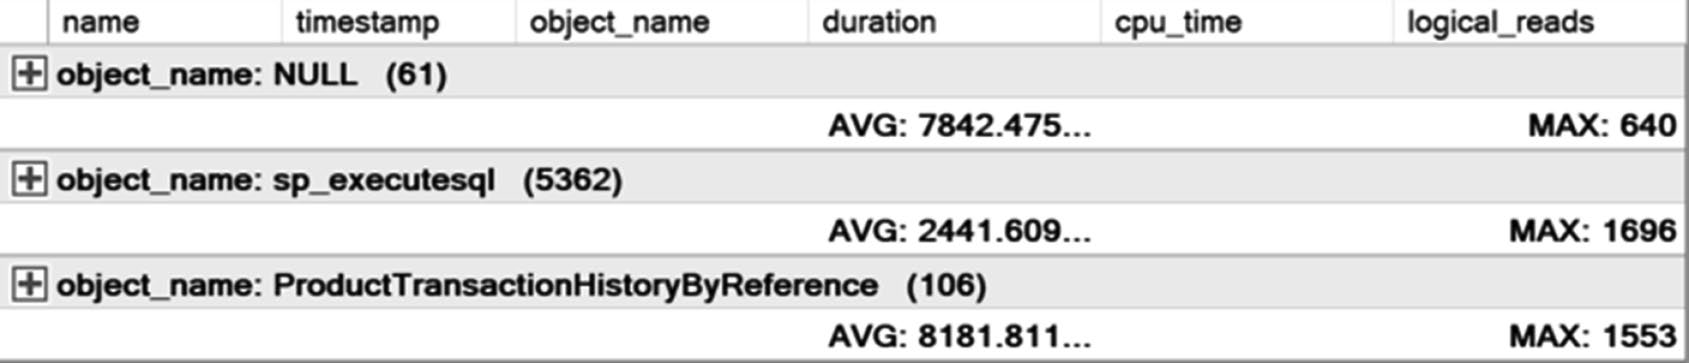 name timestamp object_name duration cpu_time logical_reads
object_name: NULL (61)
AVG: 7842.475... MAX: 640
object_name: sp_executesql (5362)
AVG: 2441.609... MAX: 1696
object_name: ProductTransactionHistoryByReference (106)
AVG: 8181.811... MAX: 1553